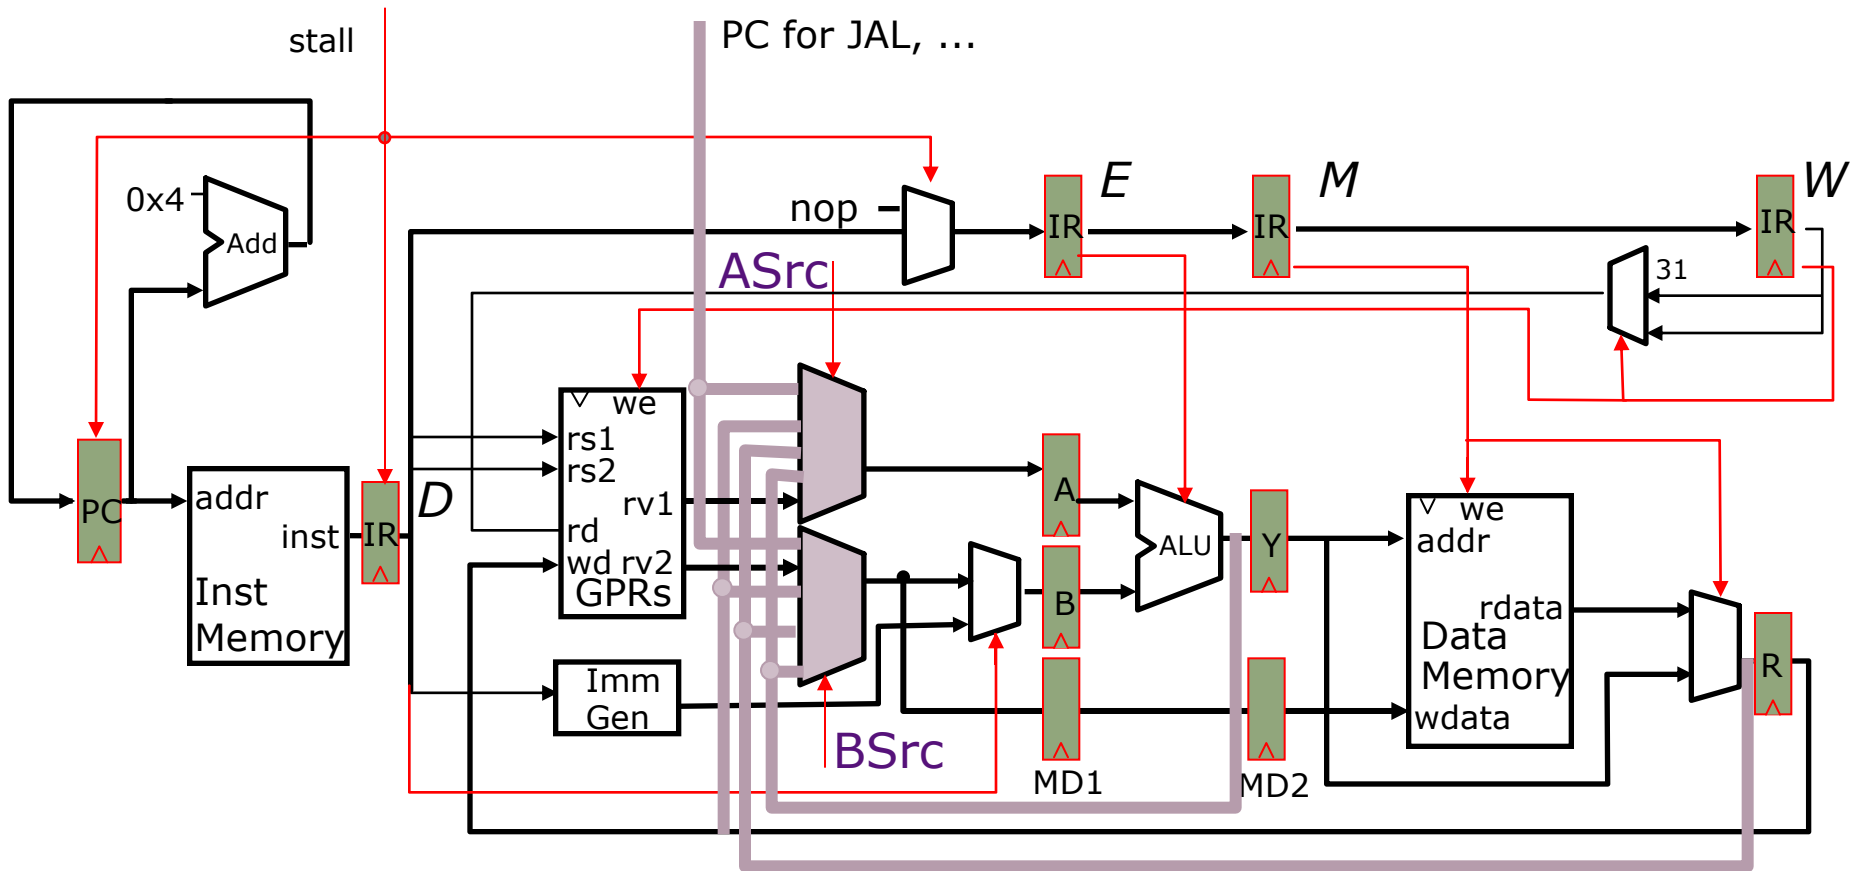 stall
PC for JAL, ...
0x4
Add
nop
IR
E
IR
M
IR
W
31
ASrc
we
rs1
rs2
rv1
rd
wd rv2
GPRs
PC
addr
inst
Inst
Memory
IR
D
A
B
ALU
Y
we
addr
rdata
Data
Memory
wdata
R
Imm
Gen
BSrc
MD1
MD2